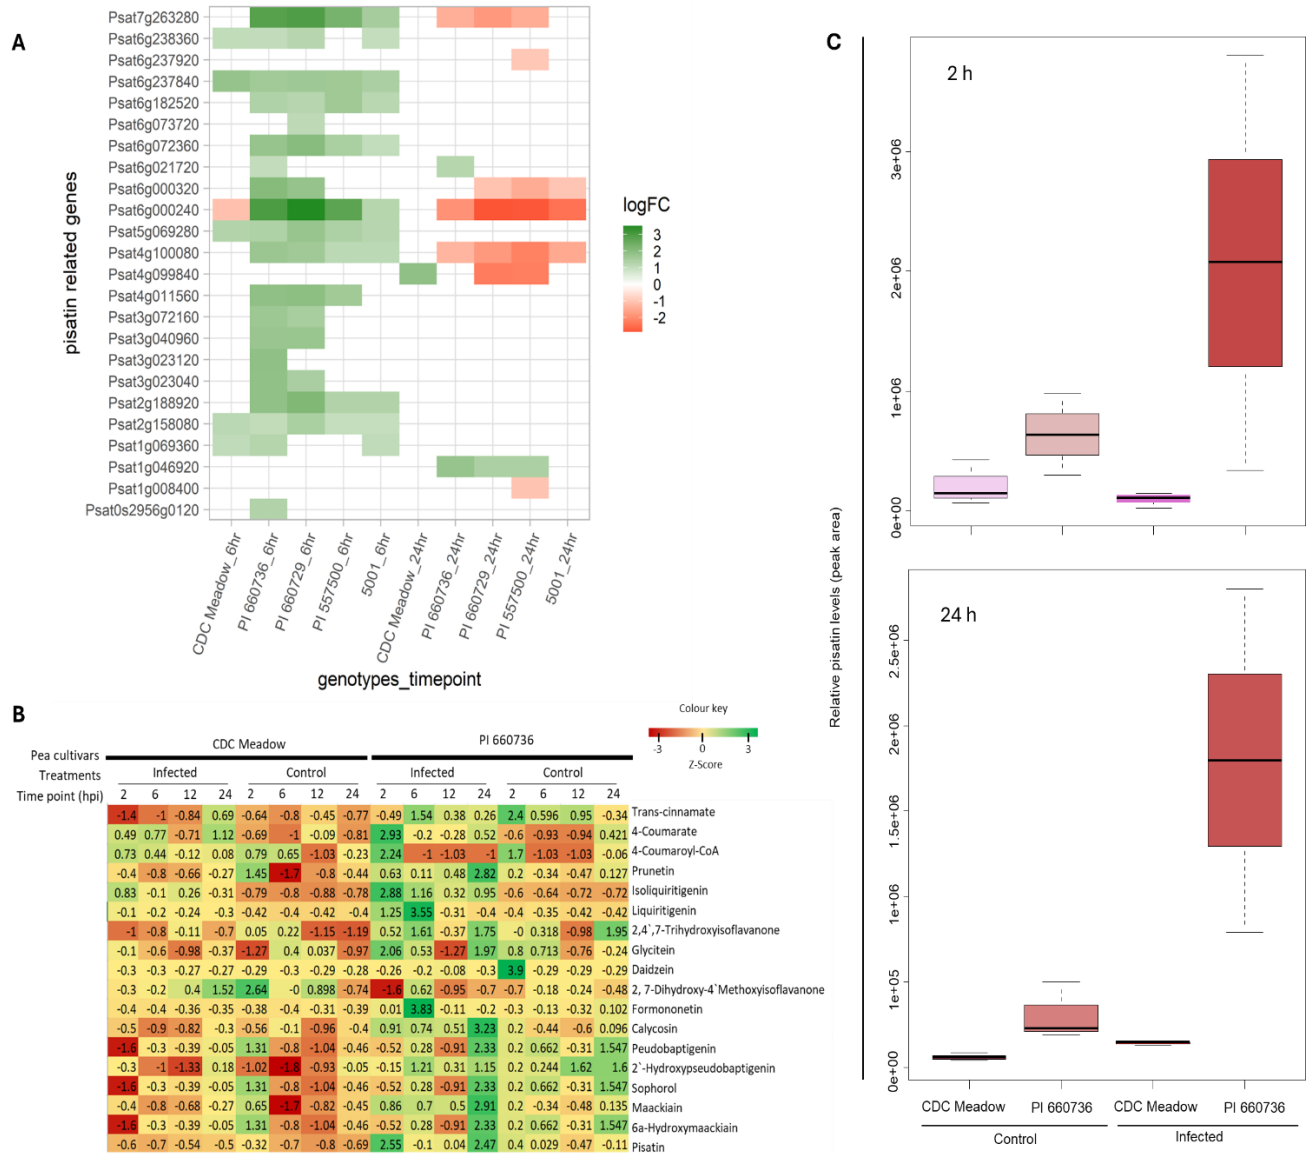 A
Psat7g263280
Psat6g238360
Psat6g237920
Psat6g237840
Psat6g182520
Psat6g073720
Psat6g072360
Psat6g021720
Psat6g000320
Psat6g000240
Psat5g069280
Psat4g100080
Psat4g099840
Psat4g011560
Psat3g072160
Psat3g040960
Psat3g023120
Psat3g023040
Psat2g188920
Psat2g158080
Psat1g069360
Psat1g046920
Psat1g008400
Psat0s2956g0120
pisatin related genes
CDC Meadow_6hr
PI 660736_6hr
PI 660729_6hr
PI 557500_6hr
5001_6hr
CDC Meadow_24hr
PI 660736_24hr
PI 660729_24hr
PI 557500_24hr
5001_24hr
genotypes_timepoint
logFC
3
2
1
0
-1
-2
B
Colour key
-3 0 3
Z-Score
Pea cultivars CDC Meadow PI 660736
Treatments Infected Control Infected Control
Time point (hpi) 2 6 12 24 2 6 12 24 2 6 12 24 2 6 12 24
-1.4 -1 -0.84 0.69 -0.64 -0.8 -0.45 -0.77 -0.49 1.54 0.38 0.26 2.4 0.596 0.95 -0.34 Trans-cinnamate
0.49 0.77 -0.71 1.12 -0.69 -1 -0.09 -0.81 2.93 -0.2 -0.28 0.52 -0.6 -0.93 -0.94 0.421 4-Coumarate
0.73 0.44 -0.12 0.08 0.79 0.65 -1.03 -0.23 2.24 -1 -1.03 -1 1.7 -1.03 -1.03 -0.06 4-Coumaroyl-CoA
-0.4 -0.8 -0.66 -0.27 1.45 -1.7 -0.8 -0.44 0.63 0.11 0.48 2.82 0.2 -0.34 -0.47 0.127 Prunetin
0.83 -0.1 0.26 -0.31 -0.79 -0.8 -0.88 -0.78 2.88 1.16 0.32 0.95 -0.6 -0.64 -0.72 -0.72 Isoliquiritigenin
-0.1 -0.2 -0.24 -0.3 -0.42 -0.4 -0.42 -0.4 1.25 3.55 -0.31 -0.4 -0.4 -0.35 -0.42 -0.42 Liquiritigenin
-1 -0.8 -0.11 -0.7 0.05 0.22 -1.15 -1.19 0.52 1.61 -0.37 1.75 -0 0.318 -0.98 1.95 2,4`,7-Trihydroxyisoflavanone
-0.1 -0.6 -0.98 -0.37 -1.27 0.4 0.037 -0.97 2.06 0.53 -1.27 1.97 0.8 0.713 -0.76 -0.24 Glycitein
-0.3 -0.3 -0.27 -0.27 -0.29 -0.3 -0.29 -0.28 -0.26 -0.2 -0.08 -0.3 3.9 -0.29 -0.29 -0.29 Daidzein
-0.3 -0.2 0.4 1.52 2.64 -0 0.898 -0.74 -1.6 0.62 -0.95 -0.7 -0.7 -0.18 -0.24 -0.48 2, 7-Dihydroxy-4`Methoxyisoflavanone
-0.4 -0.4 -0.36 -0.35 -0.38 -0.4 -0.31 -0.39 0.01 3.83 -0.11 -0.2 -0.3 -0.13 -0.32 0.102 Formononetin
-0.5 -0.9 -0.82 -0.3 -0.56 -0.1 -0.96 -0.4 0.91 0.74 0.51 3.23 0.2 -0.44 -0.6 0.096 Calycosin
-1.6 -0.3 -0.39 -0.05 1.31 -0.8 -1.04 -0.46 -0.52 0.28 -0.91 2.33 0.2 0.662 -0.31 1.547 Peudobaptigenin
-0.3 -1 -1.33 0.18 -1.02 -1.8 -0.93 -0.05 -0.15 1.21 0.31 1.15 0.2 0.244 1.62 1.6 2`-Hydroxypseudobaptigenin
-1.6 -0.3 -0.39 -0.05 1.31 -0.8 -1.04 -0.46 -0.52 0.28 -0.91 2.33 0.2 0.662 -0.31 1.547 Sophorol
-0.4 -0.8 -0.68 -0.27 0.65 -1.7 -0.82 -0.45 0.86 0.7 0.5 2.91 0.2 -0.34 -0.48 0.135 Maackiain
-1.6 -0.3 -0.39 -0.05 1.31 -0.8 -1.04 -0.46 -0.52 0.28 -0.91 2.33 0.2 0.662 -0.31 1.547 6a-Hydroxymaackiain
-0.6 -0.7 -0.54 -0.5 -0.32 -0.7 -0.8 -0.69 2.55 -0.1 0.04 2.47 0.4 0.029 -0.47 -0.11 Pisatin
C
Relative pisatin levels (peak area)
2 h
3e+06
2e+06
1e+06
0e+00
24 h
2.5e+06
2e+06
1.5e+06
1e+06
1e+05
0e+00
CDC Meadow PI 660736 CDC Meadow PI 660736
Control Infected